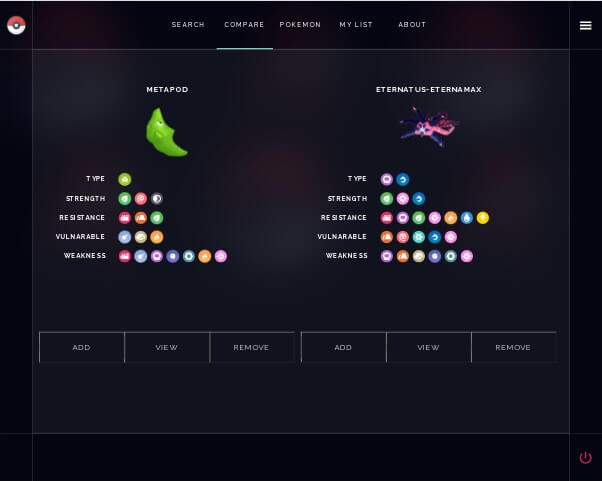 SEARCH COMPARE POKEMON MY LIST ABOUT
METAPOD
TYPE
STRENGTH
RESISTANCE
VULNARABLE
WEAKNESS
ETERNATUS-ETERNAMAX
TYPE
STRENGTH
RESISTANCE
VULNARABLE
WEAKNESS
ADD VIEW REMOVE
ADD VIEW REMOVE